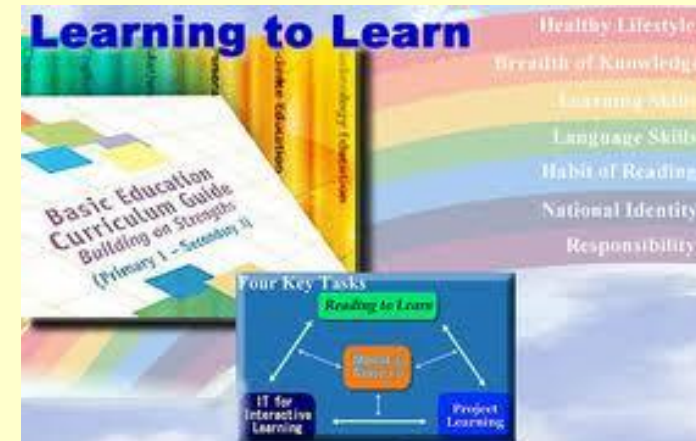 Learning to Learn
Healthy Lifestyle
Breadth of Knowledge
Learning Skills
Language Skills
Habit of Reading
National Identity
Responsibility
Education
Basic Education
Curriculum Guide
Building on Strengths
(Primary 1 - Secondary 3)
Four Key Tasks
Reading to Learn
IT for
Interactive
Learning
Project
Learning